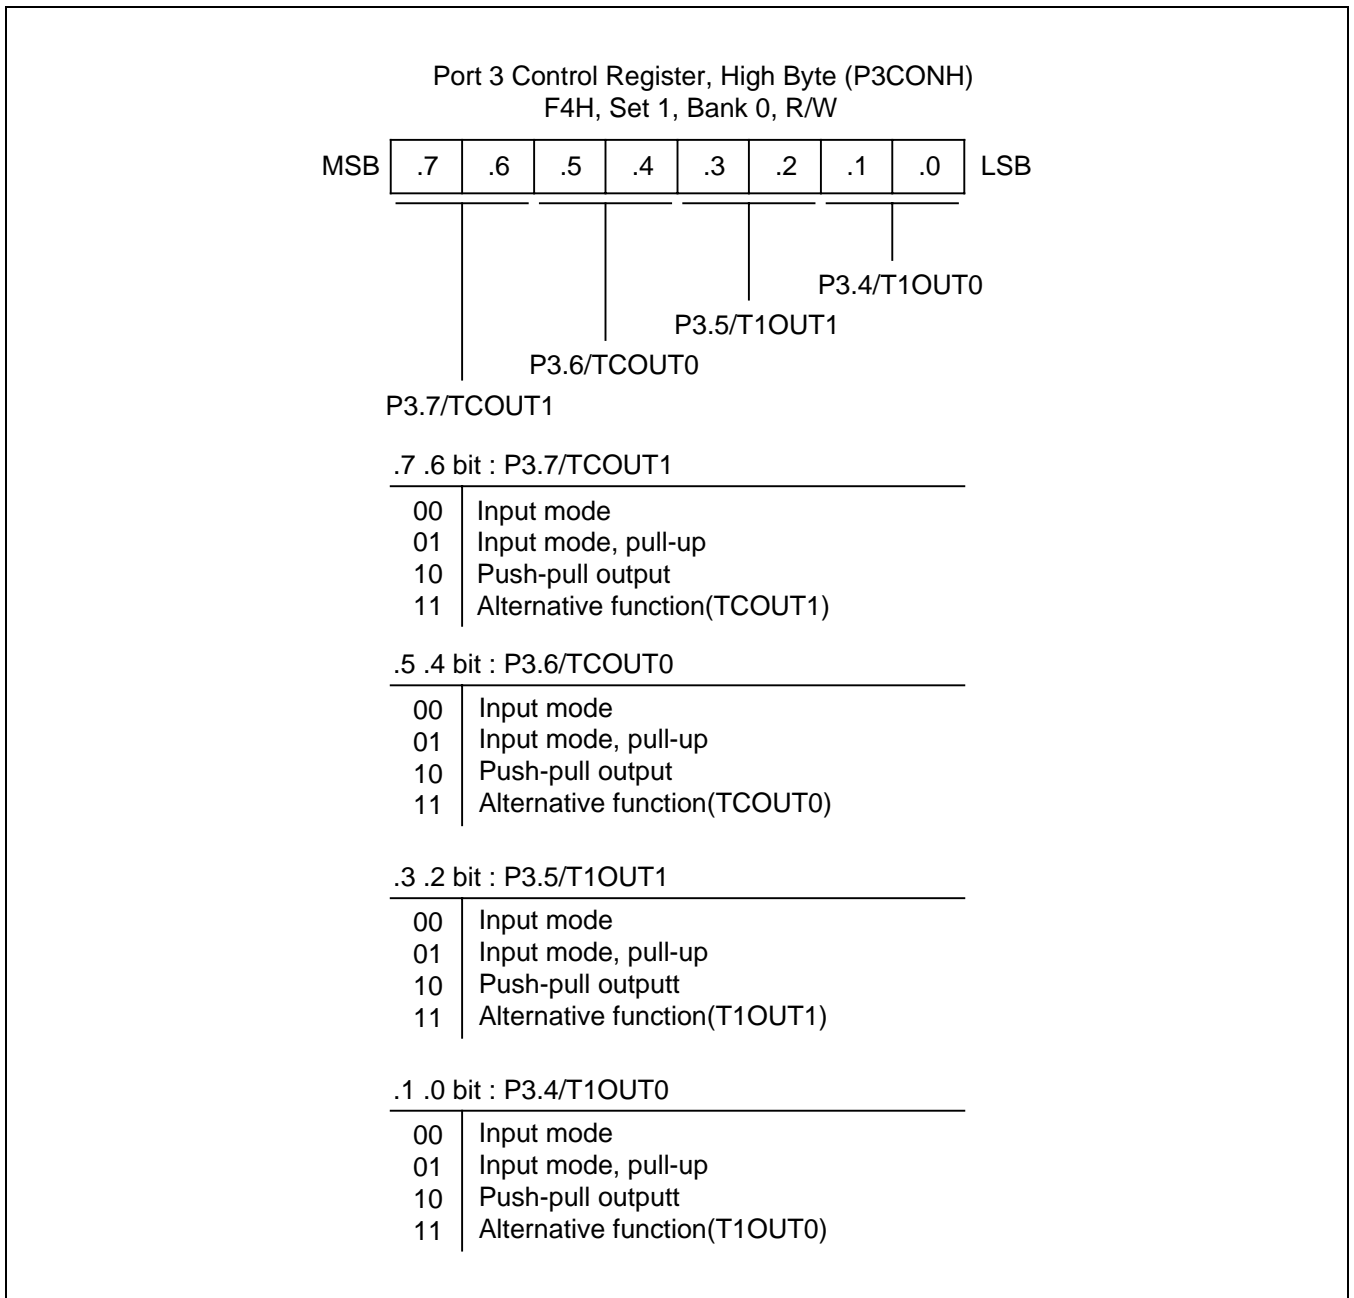 Port 3 Control Register, High Byte (P3CONH)
F4H, Set 1, Bank 0, R/W
MSB .7 .6 .5 .4 .3 .2 .1 .0 LSB
P3.4/T1OUT0
P3.5/T1OUT1
P3.6/TCOUT0
P3.7/TCOUT1
.7 .6 bit : P3.7/TCOUT1
00 Input mode
01 Input mode, pull-up
10 Push-pull output
11 Alternative function(TCOUT1)
.5 .4 bit : P3.6/TCOUT0
00 Input mode
01 Input mode, pull-up
10 Push-pull output
11 Alternative function(TCOUT0)
.3 .2 bit : P3.5/T1OUT1
00 Input mode
01 Input mode, pull-up
10 Push-pull outputt
11 Alternative function(T1OUT1)
.1 .0 bit : P3.4/T1OUT0
00 Input mode
01 Input mode, pull-up
10 Push-pull outputt
11 Alternative function(T1OUT0)